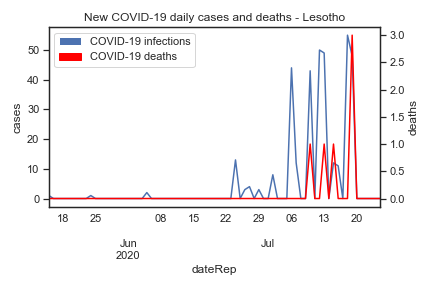 New COVID-19 daily cases and deaths - Lesotho
COVID-19 infections
COVID-19 deaths
cases
50
40
30
20
10
0
deaths
3.0
2.5
2.0
1.5
1.0
0.5
0.0
18 25 08 15 22 29 06 13 20
Jun Jul
2020
dateRep